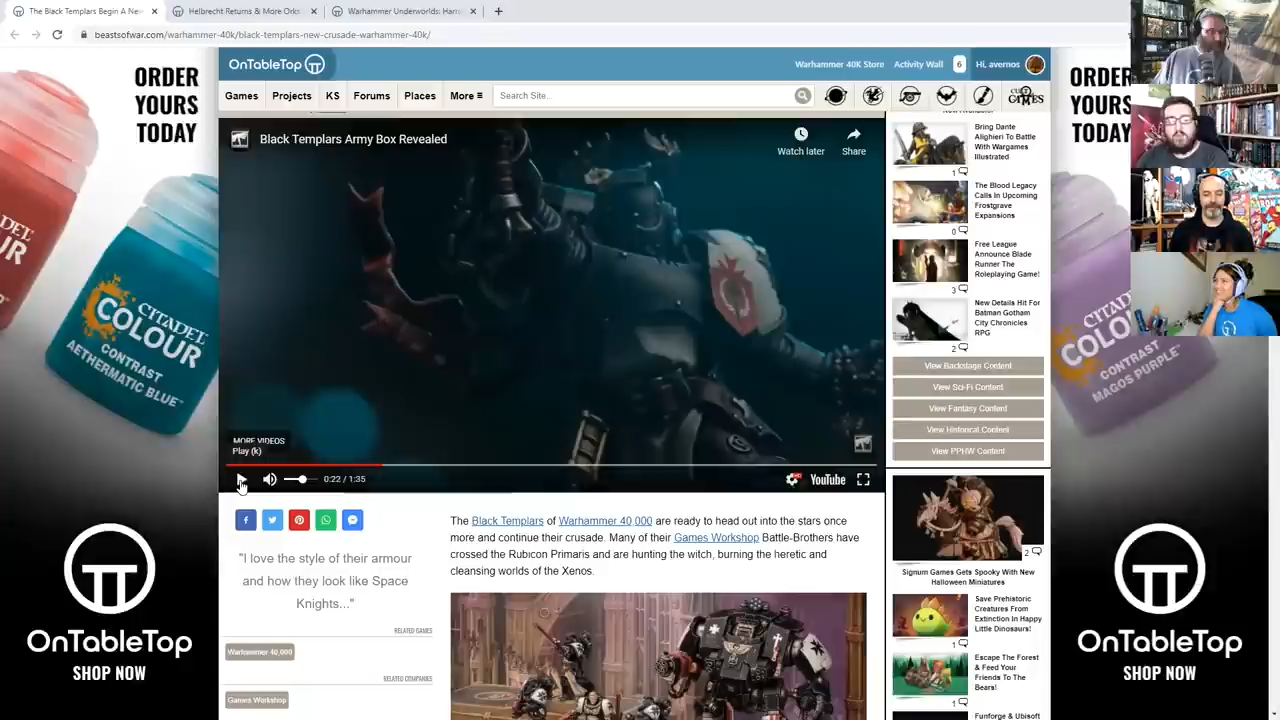 The Black Templars Begin A Ne
Helbrecht Returns & More Orks
Warhammer Underworlds: Harro
beastsofwar.com/warhammer-40k/black-templars-new-crusade-warhammer-40k/
ORDER
YOURS
TODAY
CITADEL
COLOUR
CONTRAST
AETHERMATIC BLUE
OnTableTop
SHOP NOW
OnTableTop
Warhammer 40K Store
Activity Wall
6
Hi, avernos
Games
Projects
KS
Forums
Places
More
Search Site...
GAMES
Black Templars Army Box Revealed
Watch later
Share
MORE VIDEOS
Play (k)
0:22 / 1:35
YouTube
"I love the style of their armour
and how they look like Space
Knights..."
RELATED GAMES
Warhammer 40,000
RELATED COMPANIES
Games Workshop
The Black Templars of Warhammer 40,000 are ready to head out into the stars once
more and continue their crusade. Many of their Games Workshop Battle-Brothers have
crossed the Rubicon Primaris and are hunting the witch, burning the heretic and
cleansing worlds of the Xenos.
Bring Dante
Alighieri To Battle
With Wargames
Illustrated
1
The Blood Legacy
Calls In Upcoming
Frostgrave
Expansions
0
Free League
Announce Blade
Runner The
Roleplaying Game!
3
New Details Hit For
Batman Gotham
City Chronicles
RPG
2
View Backstage Content
View Sci-Fi Content
View Fantasy Content
View Historical Content
View PPHW Content
2
Signum Games Gets Spooky With New
Halloween Miniatures
Save Prehistoric
Creatures From
Extinction In Happy
Little Dinosaurs!
1
Escape The Forest
& Feed Your
Friends To The
Bears!
1
Funforge & Ubisoft
ORDER
YOURS
TODAY
CONTRAST
MAGOS PURPLE
OnTableTop
SHOP NOW